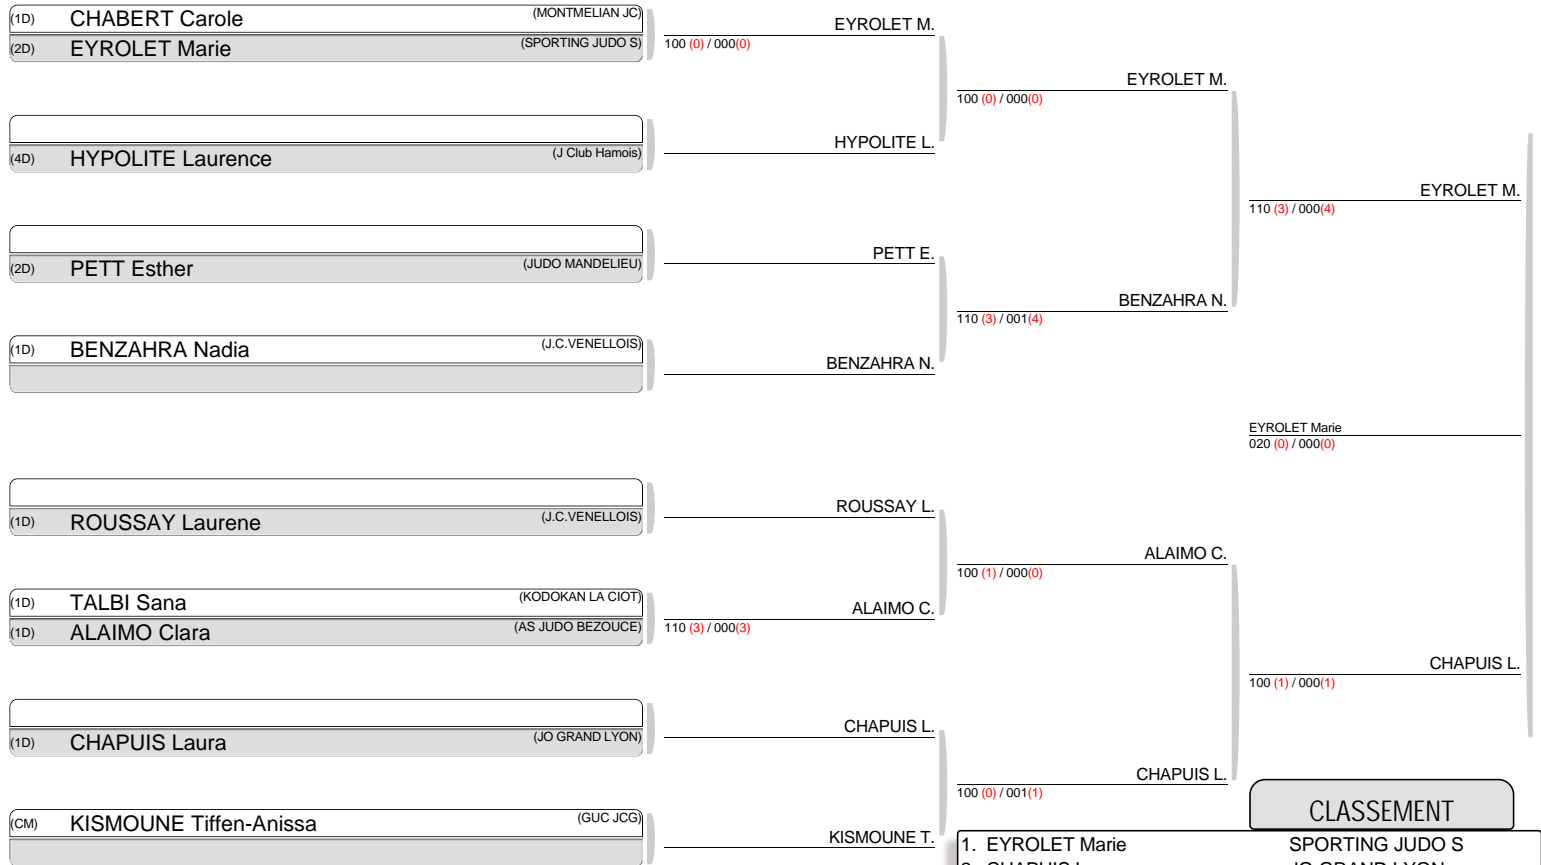 (1D) CHABERT Carole (MONTMELIAN JC)
(2D) EYROLET Marie (SPORTING JUDO S)
(4D) HYPOLITE Laurence (J Club Hamois)
(2D) PETT Esther (JUDO MANDELIEU)
(1D) BENZAHRA Nadia (J.C.VENELLOIS)
(1D) ROUSSAY Laurene (J.C.VENELLOIS)
(1D) TALBI Sana (KODOKAN LA CIOT)
(1D) ALAIMO Clara (AS JUDO BEZOUCE)
(1D) CHAPUIS Laura (JO GRAND LYON)
(CM) KISMOUNE Tiffen-Anissa (GUC JCG)
EYROLET M.
100 (0) / 000(0)
HYPOLITE L.
PETT E.
BENZAHRA N.
ROUSSAY L.
ALAIMO C.
110 (3) / 000(3)
CHAPUIS L.
KISMOUNE T.
EYROLET M.
100 (0) / 000(0)
BENZAHRA N.
110 (3) / 001(4)
ALAIMO C.
100 (1) / 000(0)
CHAPUIS L.
100 (0) / 001(1)
EYROLET M.
110 (3) / 000(4)
EYROLET Marie
020 (0) / 000(0)
CHAPUIS L.
100 (1) / 000(1)
CLASSEMENT
1. EYROLET Marie SPORTING JUDO S